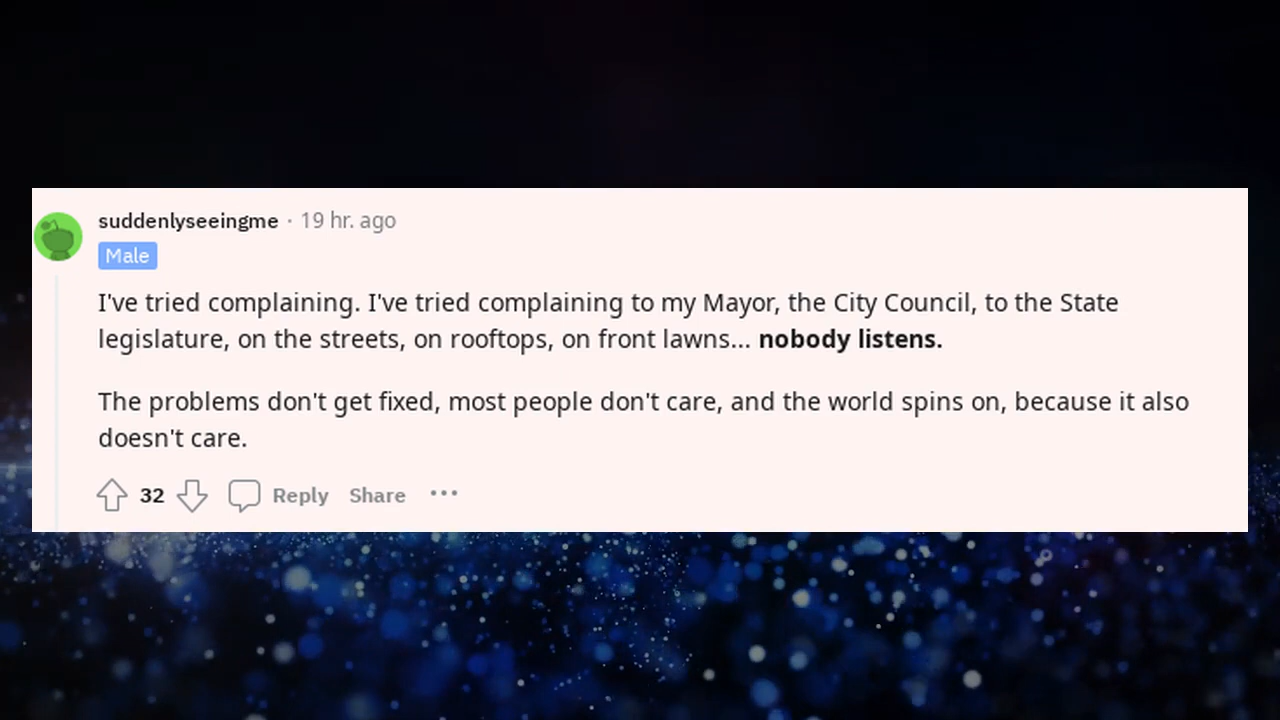 suddenlyseeingme · 19 hr. ago
Male
I've tried complaining. I've tried complaining to my Mayor, the City Council, to the State
legislature, on the streets, on rooftops, on front lawns... nobody listens.
The problems don't get fixed, most people don't care, and the world spins on, because it also
doesn't care.
32 Reply Share ...